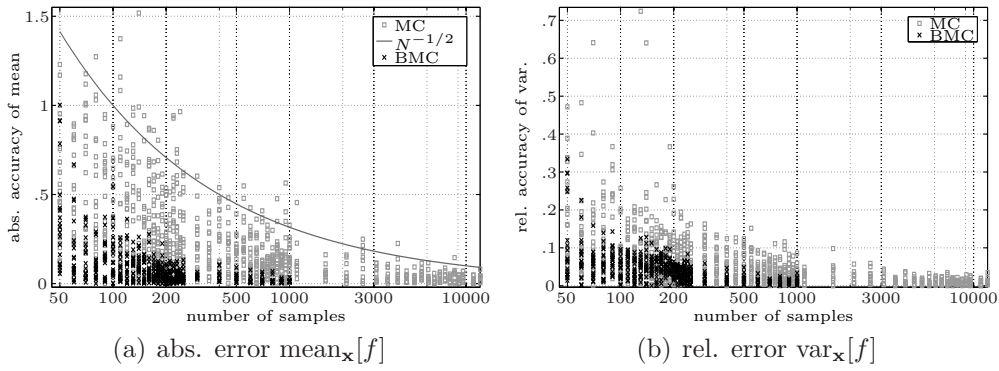 abs. accuracy of mean
1.5
1
.5
0
MC
N^{-1/2}
BMC
50 100 200 500 1000 3000 10000
number of samples
(a) abs. error mean_x[f]
rel. accuracy of var.
.7
.6
.5
.4
.3
.2
.1
0
MC
BMC
50 100 200 500 1000 3000 10000
number of samples
(b) rel. error var_x[f]